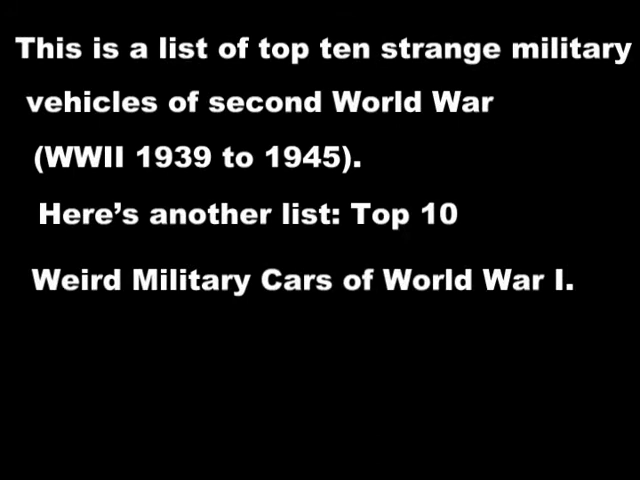 This is a list of top ten strange military
vehicles of second World War
(WWII 1939 to 1945).
Here’s another list: Top 10
Weird Military Cars of World War I.